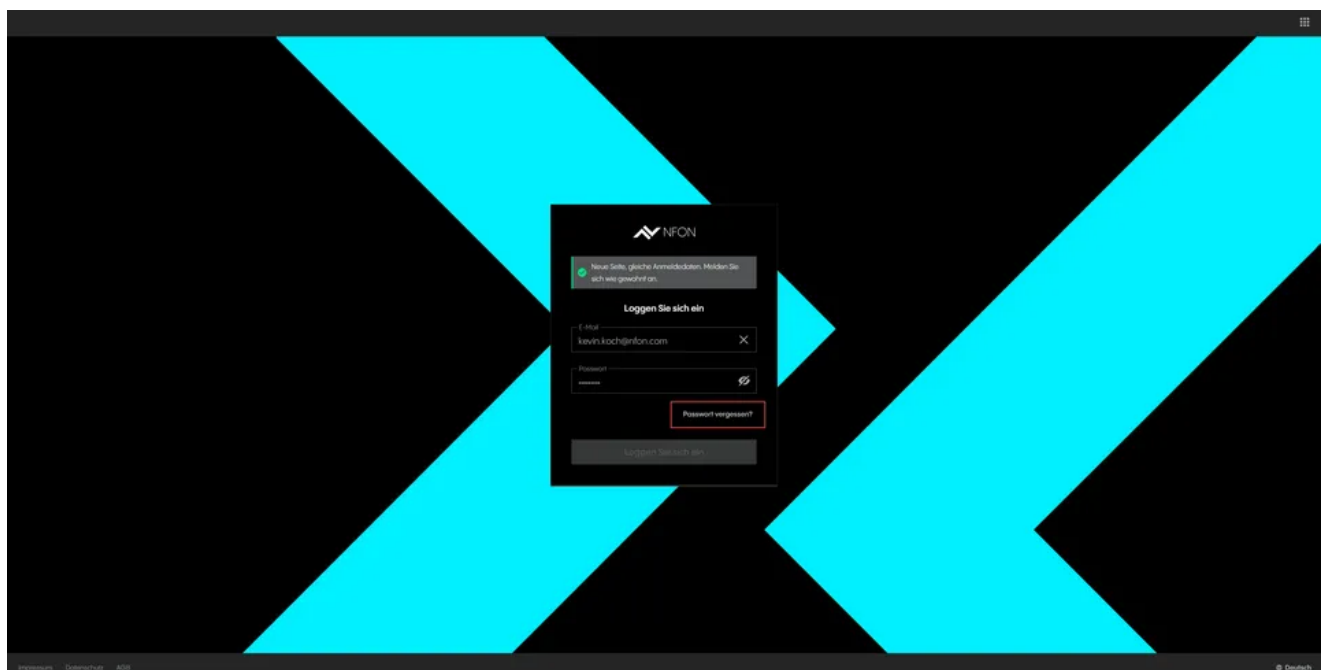 NFON
Neue Seite, gleiche Anmeldedaten. Melden Sie
sich wie gewohnt an.
Loggen Sie sich ein
E-Mail
kevin.koch@nfon.com
Passwort
Passwort vergessen?
Loggen Sie sich ein
Impressum Datenschutz AGB
Deutsch